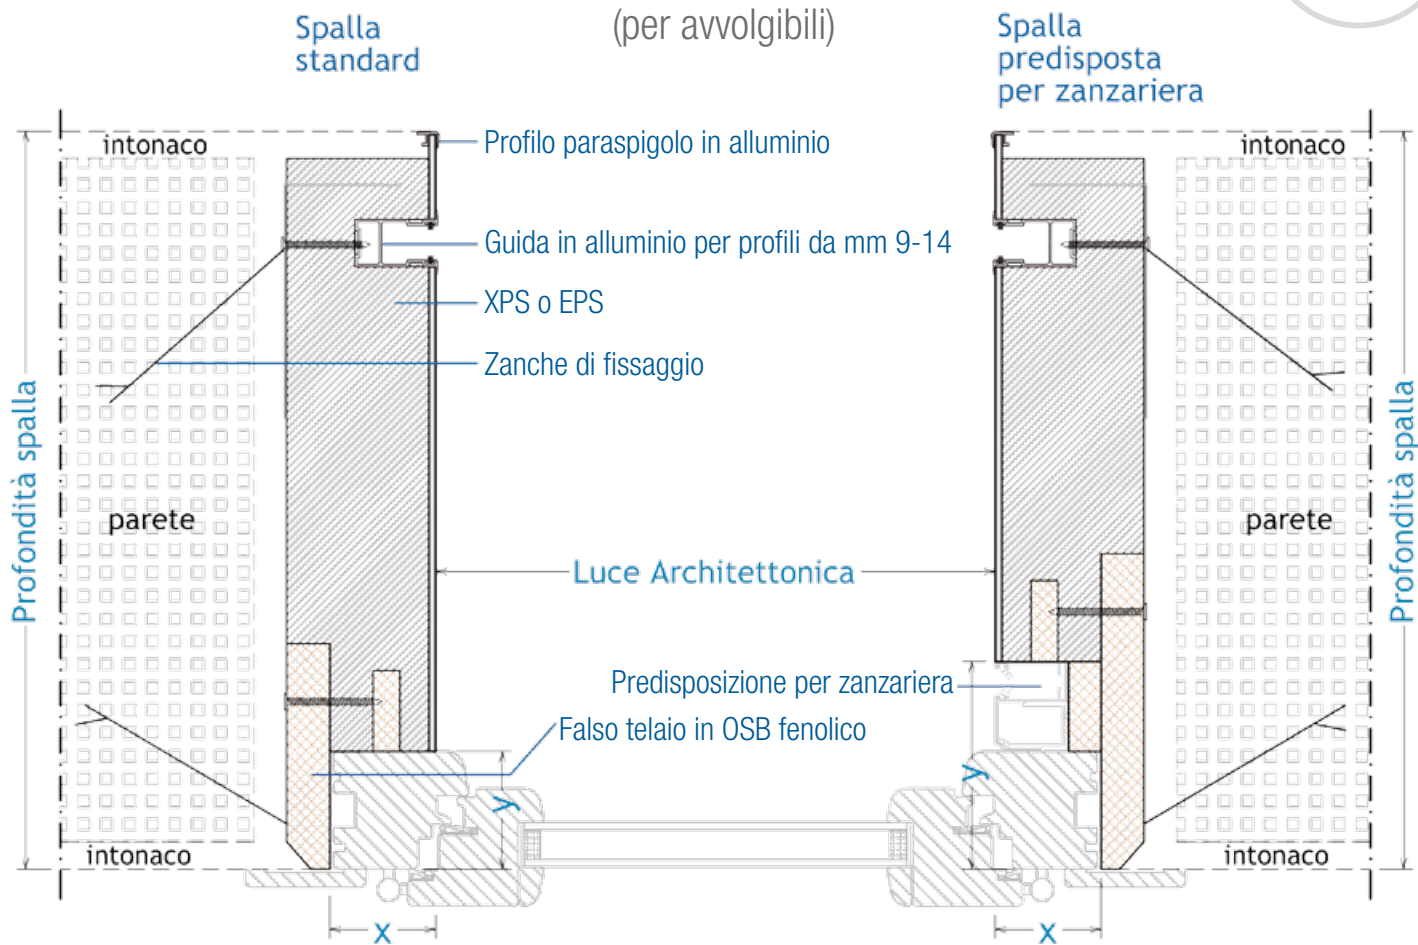 (per avvolgibili)
Spalla
standard
Spalla
predisposta
per zanzariera
intonaco
Profilo paraspigolo in alluminio
intonaco
Guida in alluminio per profili da mm 9-14
XPS o EPS
Zanche di fissaggio
Profondità spalla
Profondità spalla
parete
parete
Luce Architettonica
Predisposizione per zanzariera
Falso telaio in OSB fenolico
y
y
intonaco
intonaco
x
x